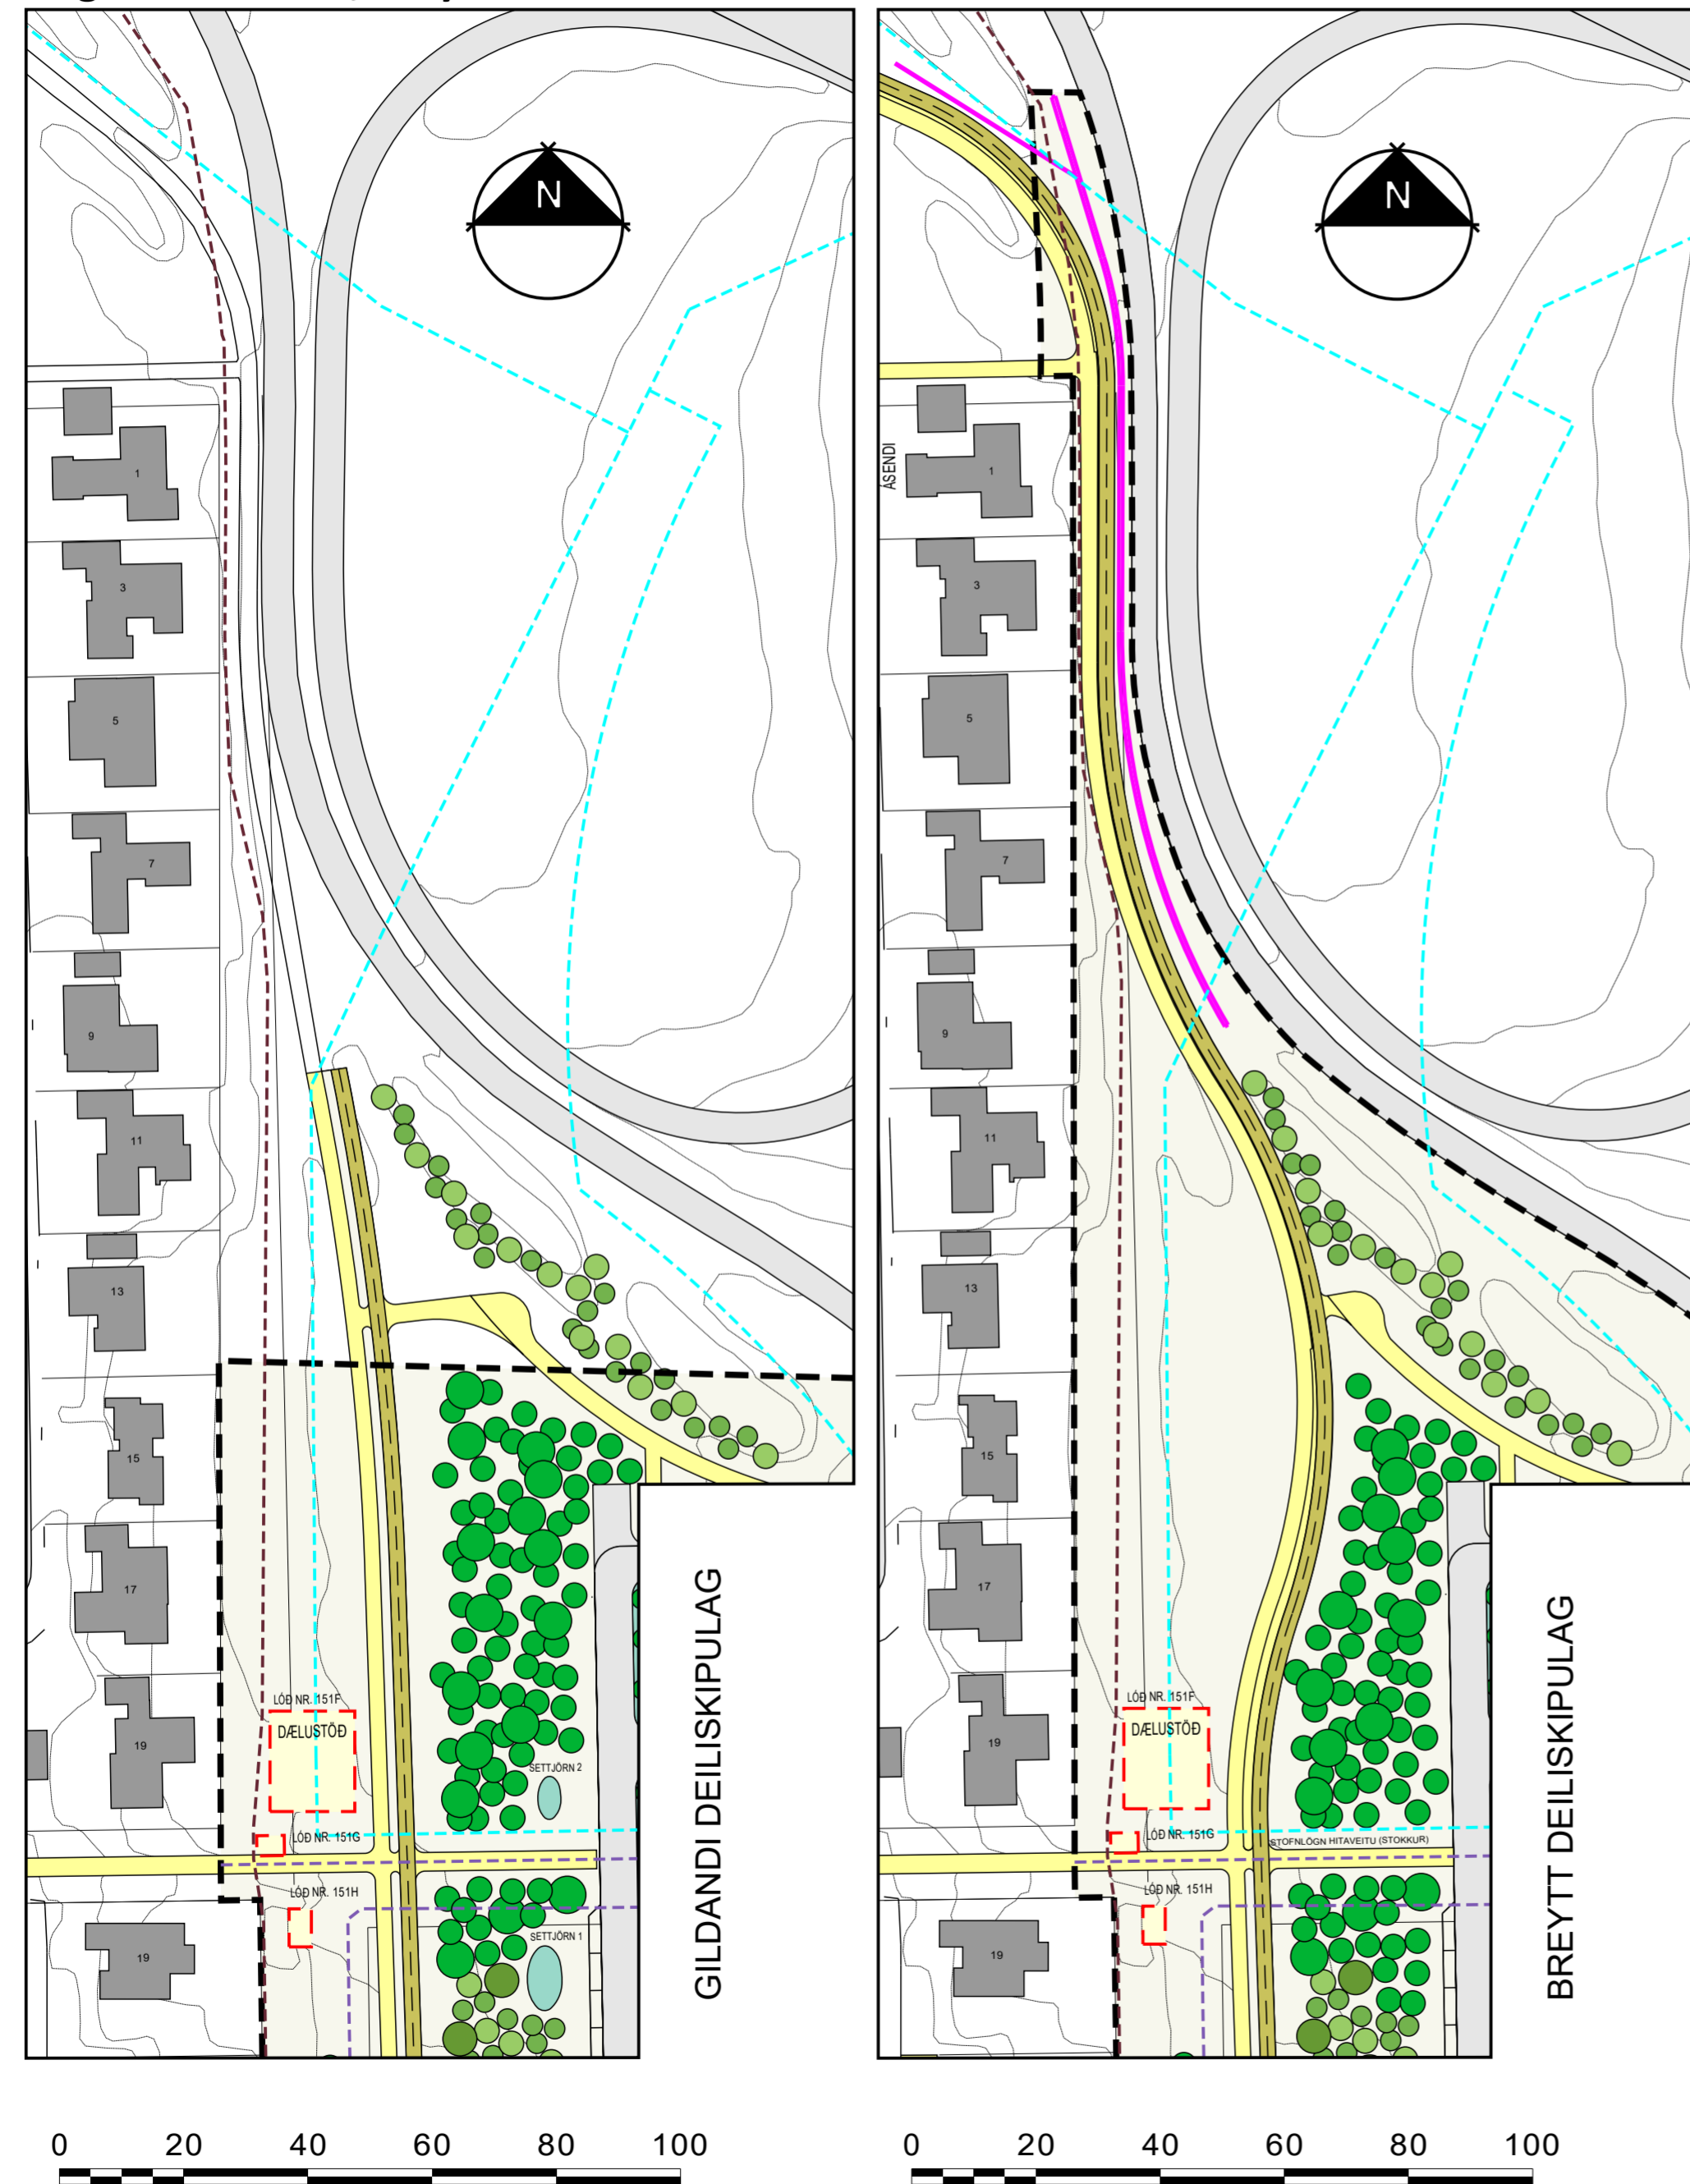 N
1
3
5
7
9
11
13
15
17
19
LÓÐ NR. 151F
DÆLUSTÖÐ
SETTJÖRN 2
LÓÐ NR. 151G
LÓÐ NR. 151H
19
SETTJÖRN 1
GILDANDI DEILISKIPULAG
0 20 40 60 80 100
N
ÁSENDI
1
3
5
7
9
11
13
15
17
19
LÓÐ NR. 151F
DÆLUSTÖÐ
LÓÐ NR. 151G
STOFNLÖGN HITAVEITU (STOKKUR)
LÓÐ NR. 151H
19
BREYTT DEILISKIPULAG
0 20 40 60 80 100